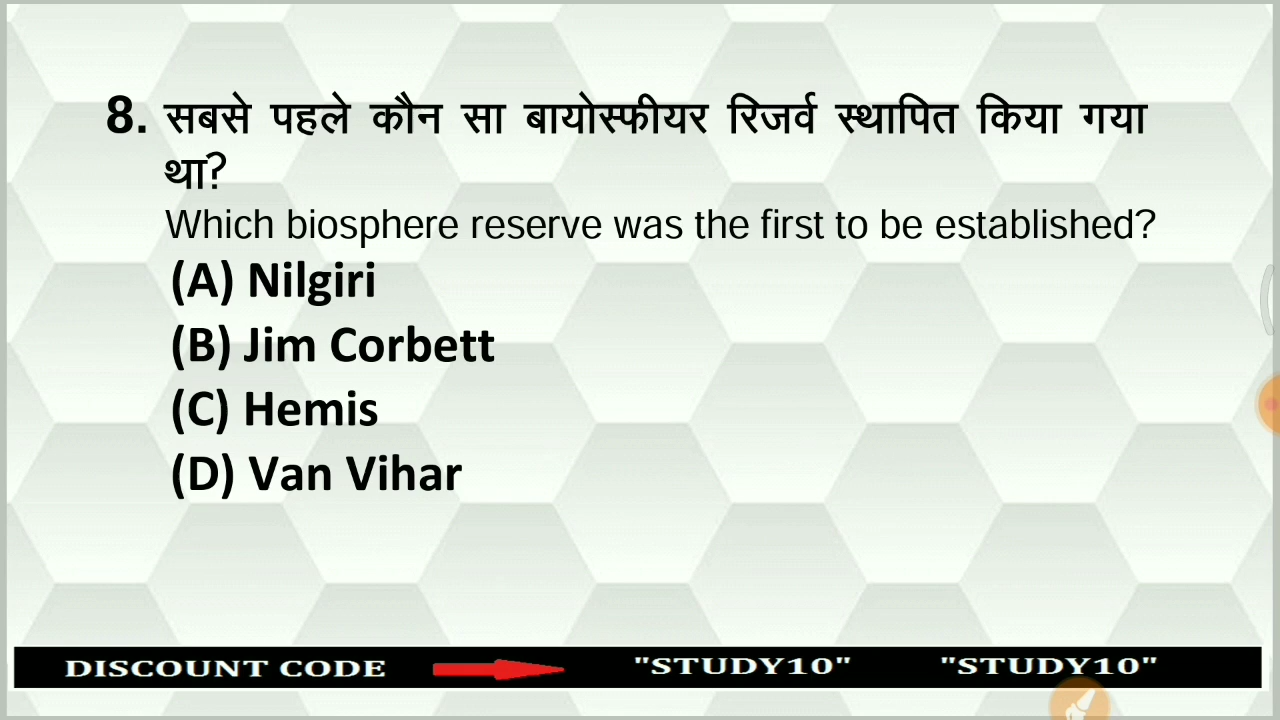 8. सबसे पहले कौन सा बायोस्फीयर रिजर्व स्थापित किया गया
था?
Which biosphere reserve was the first to be established?
(A) Nilgiri
(B) Jim Corbett
(C) Hemis
(D) Van Vihar
DISCOUNT CODE "STUDY10" "STUDY10"